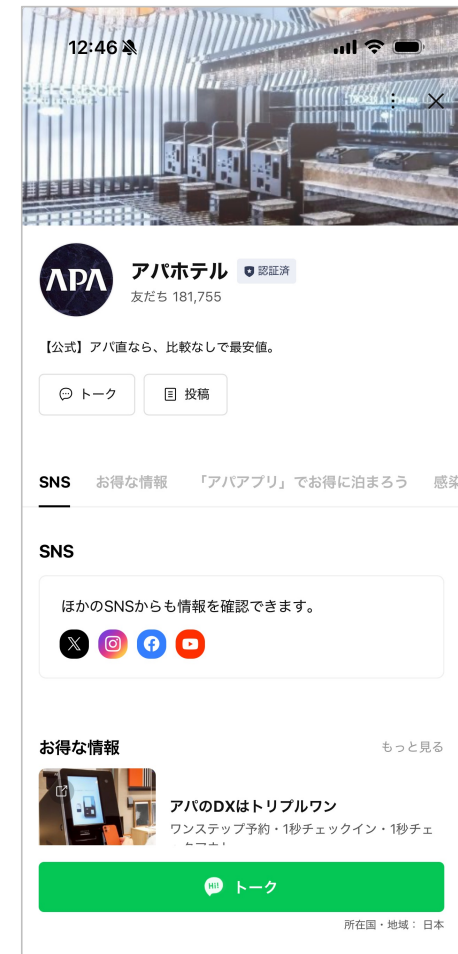 12:46
APA
アパホテル 認証済
友だち 181,755
【公式】アパ直なら、比較なしで最安値。
トーク 投稿
SNS お得な情報 「アパアプリ」でお得に泊まろう 感染
SNS
ほかのSNSからも情報を確認できます。
お得な情報 もっと見る
アパのDXはトリプルワン
ワンステップ予約・1秒チェックイン・1秒チェ
Hi! トーク
所在国・地域： 日本